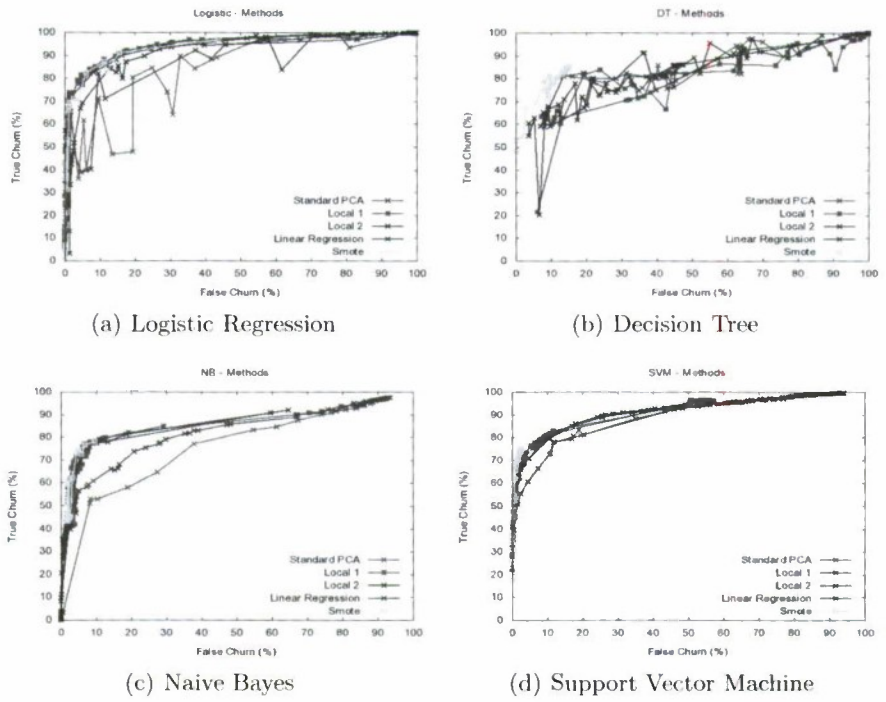 Logistic - Methods
True Churn (%)
100
90
80
70
60
50
40
30
20
10
0
Standard PCA
Local 1
Local 2
Linear Regression
Smote
0 10 20 30 40 50 60 70 80 90 100
False Churn (%)
(a) Logistic Regression
DT - Methods
True Churn (%)
100
90
80
70
60
50
40
30
20
10
0
Standard PCA
Local 1
Local 2
Linear Regression
Smote
0 10 20 30 40 50 60 70 80 90 100
False Churn (%)
(b) Decision Tree
NB - Methods
True Churn (%)
100
90
80
70
60
50
40
30
20
10
0
Standard PCA
Local 1
Local 2
Linear Regression
Smote
0 10 20 30 40 50 60 70 80 90 100
False Churn (%)
(c) Naive Bayes
SVM - Methods
True Churn (%)
100
90
80
70
60
50
40
30
20
10
0
Standard PCA
Local 1
Local 2
Linear Regression
Smote
0 10 20 30 40 50 60 70 80 90 100
False Churn (%)
(d) Support Vector Machine